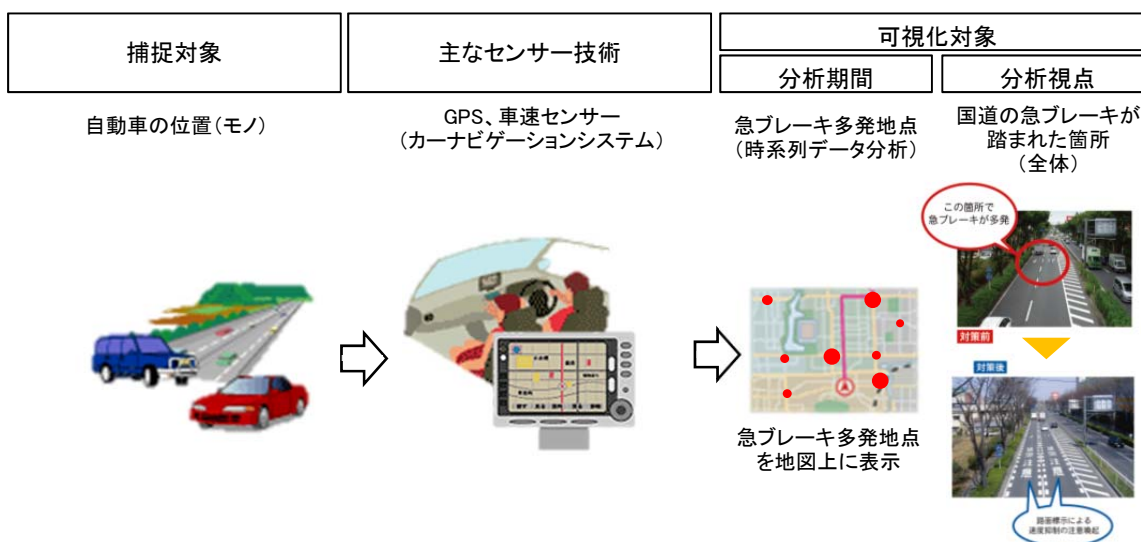 捕捉対象
主なセンサー技術
可視化対象
分析期間
分析視点
自動車の位置(モノ)
GPS、車速センサー
(カーナビゲーションシステム)
急ブレーキ多発地点
(時系列データ分析)
国道の急ブレーキが
踏まれた箇所
(全体)
この箇所で
急ブレーキが多発
対策前
対策後
急ブレーキ多発地点
を地図上に表示
路面標示による
速度抑制の注意喚起